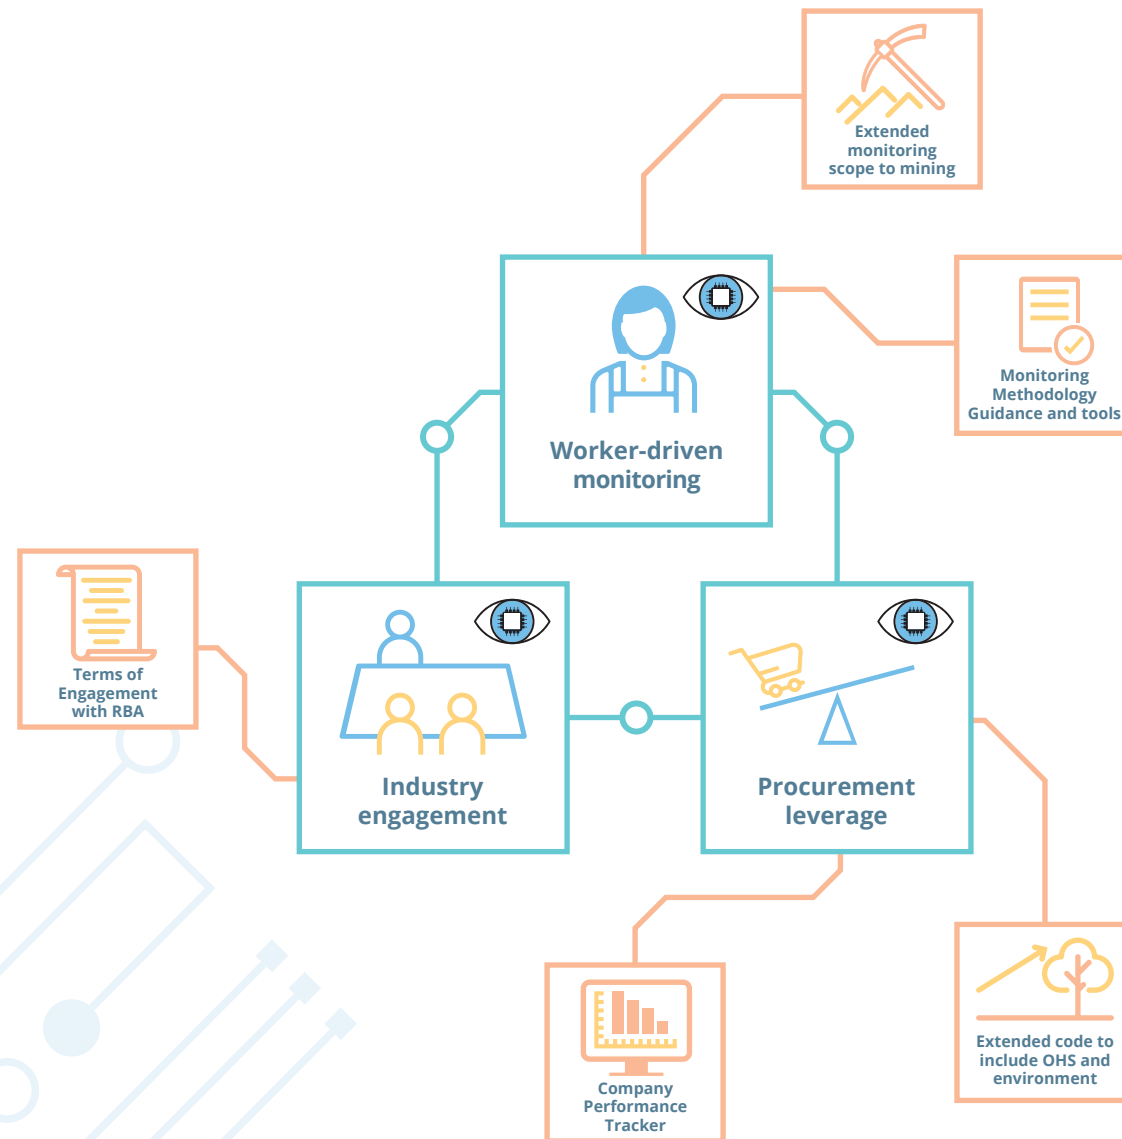 Extended
monitoring
scope to mining
Monitoring
Methodology
Guidance and tools
Worker-driven
monitoring
Terms of
Engagement
with RBA
Industry
engagement
Procurement
leverage
Company
Performance
Tracker
Extended code to
include OHS and
environment